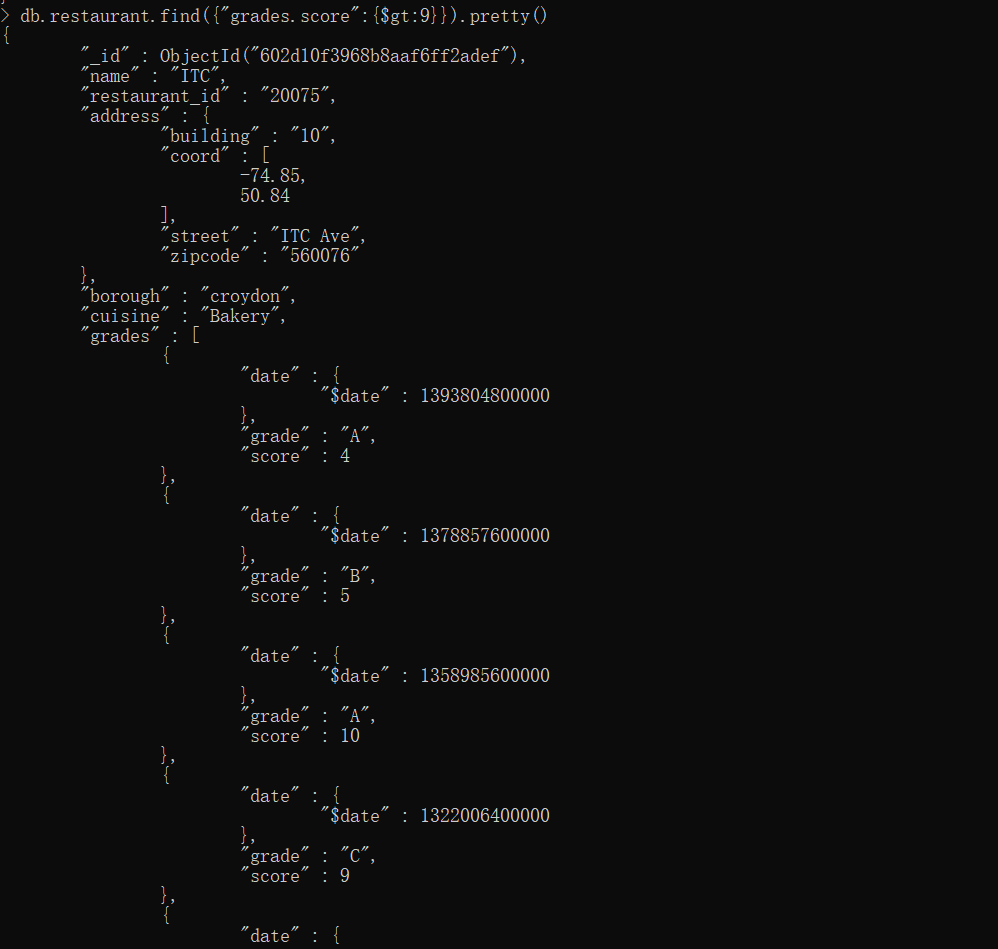 > db.restaurant.find({"grades.score":{$gt:9}}).pretty()
{
"_id" : ObjectId("602d10f3968b8aaf6ff2adef"),
"name" : "ITC",
"restaurant_id" : "20075",
"address" : {
"building" : "10",
"coord" : [
-74.85,
50.84
],
"street" : "ITC Ave",
"zipcode" : "560076"
},
"borough" : "croydon",
"cuisine" : "Bakery",
"grades" : [
{
"date" : {
"$date" : 1393804800000
},
"grade" : "A",
"score" : 4
},
{
"date" : {
"$date" : 1378857600000
},
"grade" : "B",
"score" : 5
},
{
"date" : {
"$date" : 1358985600000
},
"grade" : "A",
"score" : 10
},
{
"date" : {
"$date" : 1322006400000
},
"grade" : "C",
"score" : 9
},
{
"date" : {